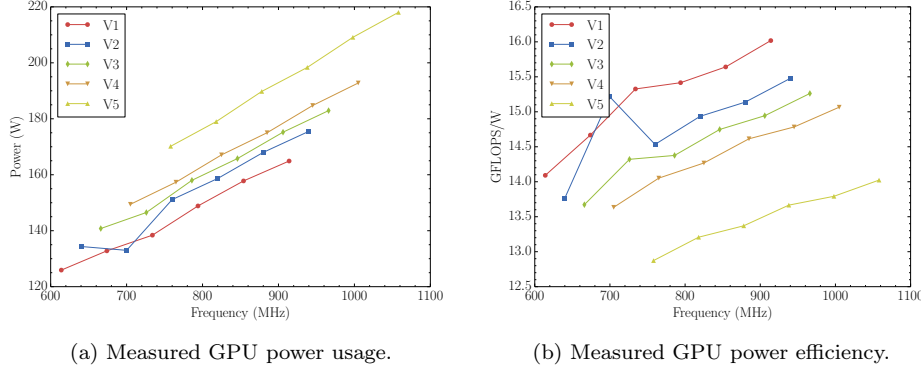 220
200
180
160
140
120
Power (W)
V1
V2
V3
V4
V5
600
700
800
900
1000
1100
Frequency (MHz)
(a) Measured GPU power usage.
16.5
16.0
15.5
15.0
14.5
14.0
13.5
13.0
12.5
GFLOPS/W
V1
V2
V3
V4
V5
600
700
800
900
1000
1100
Frequency (MHz)
(b) Measured GPU power efficiency.